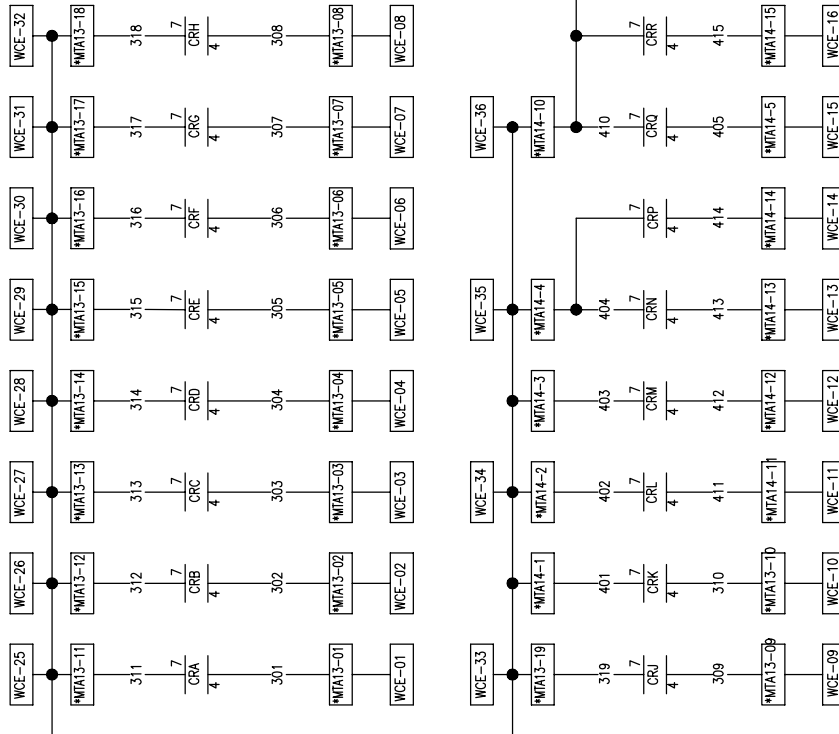 WCE-25 WCE-26 WCE-27 WCE-28 WCE-29 WCE-30 WCE-31 WCE-32
*MTA13-11 *MTA13-12 *MTA13-13 *MTA13-14 *MTA13-15 *MTA13-16 *MTA13-17 *MTA13-18
311 312 313 314 315 316 317 318
7 7 7 7 7 7 7 7
CRA CRB CRC CRD CRE CRF CRG CRH
4 4 4 4 4 4 4 4
301 302 303 304 305 306 307 308
*MTA13-01 *MTA13-02 *MTA13-03 *MTA13-04 *MTA13-05 *MTA13-06 *MTA13-07 *MTA13-08
WCE-01 WCE-02 WCE-03 WCE-04 WCE-05 WCE-06 WCE-07 WCE-08
WCE-33 WCE-34 WCE-35 WCE-36
*MTA13-19 *MTA14-1 *MTA14-2 *MTA14-3 *MTA14-4 *MTA14-10
319 401 402 403 404 410
7 7 7 7 7 7 7 7
CRJ CRK CRL CRM CRN CRP CRQ CRR
4 4 4 4 4 4 4 4
309 310 411 412 413 414 405 415
*MTA13-09 *MTA13-10 *MTA14-11 *MTA14-12 *MTA14-13 *MTA14-14 *MTA14-5 *MTA14-15
WCE-09 WCE-10 WCE-11 WCE-12 WCE-13 WCE-14 WCE-15 WCE-16